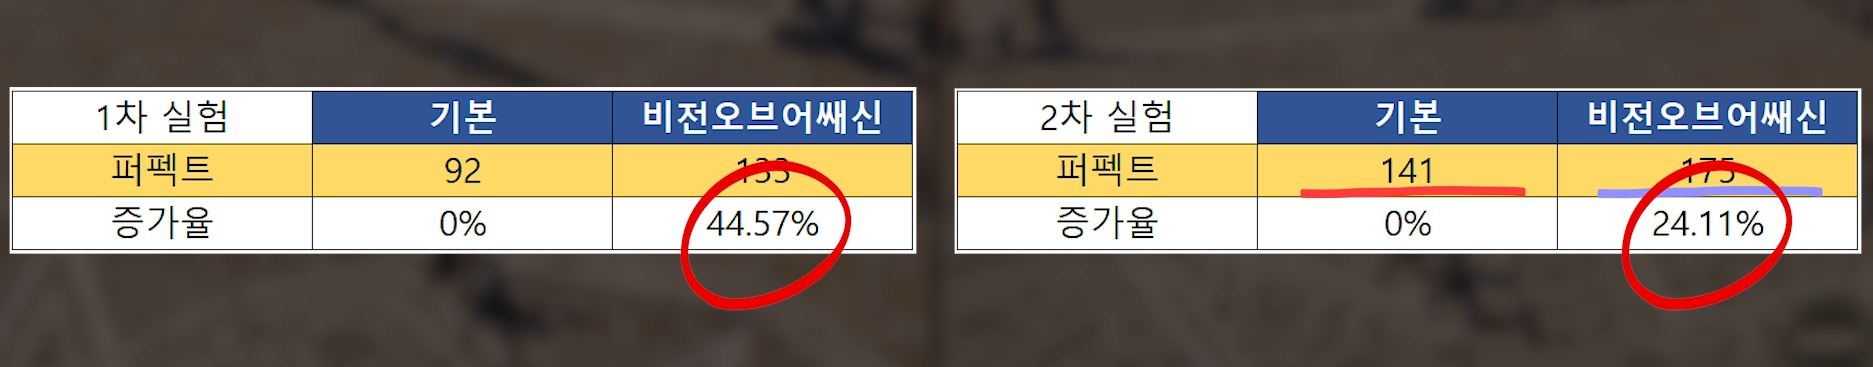 1차 실험 기본 비전오브어쌔신
퍼펙트 92 133
증가율 0% 44.57%
2차 실험 기본 비전오브어쌔신
퍼펙트 141 175
증가율 0% 24.11%